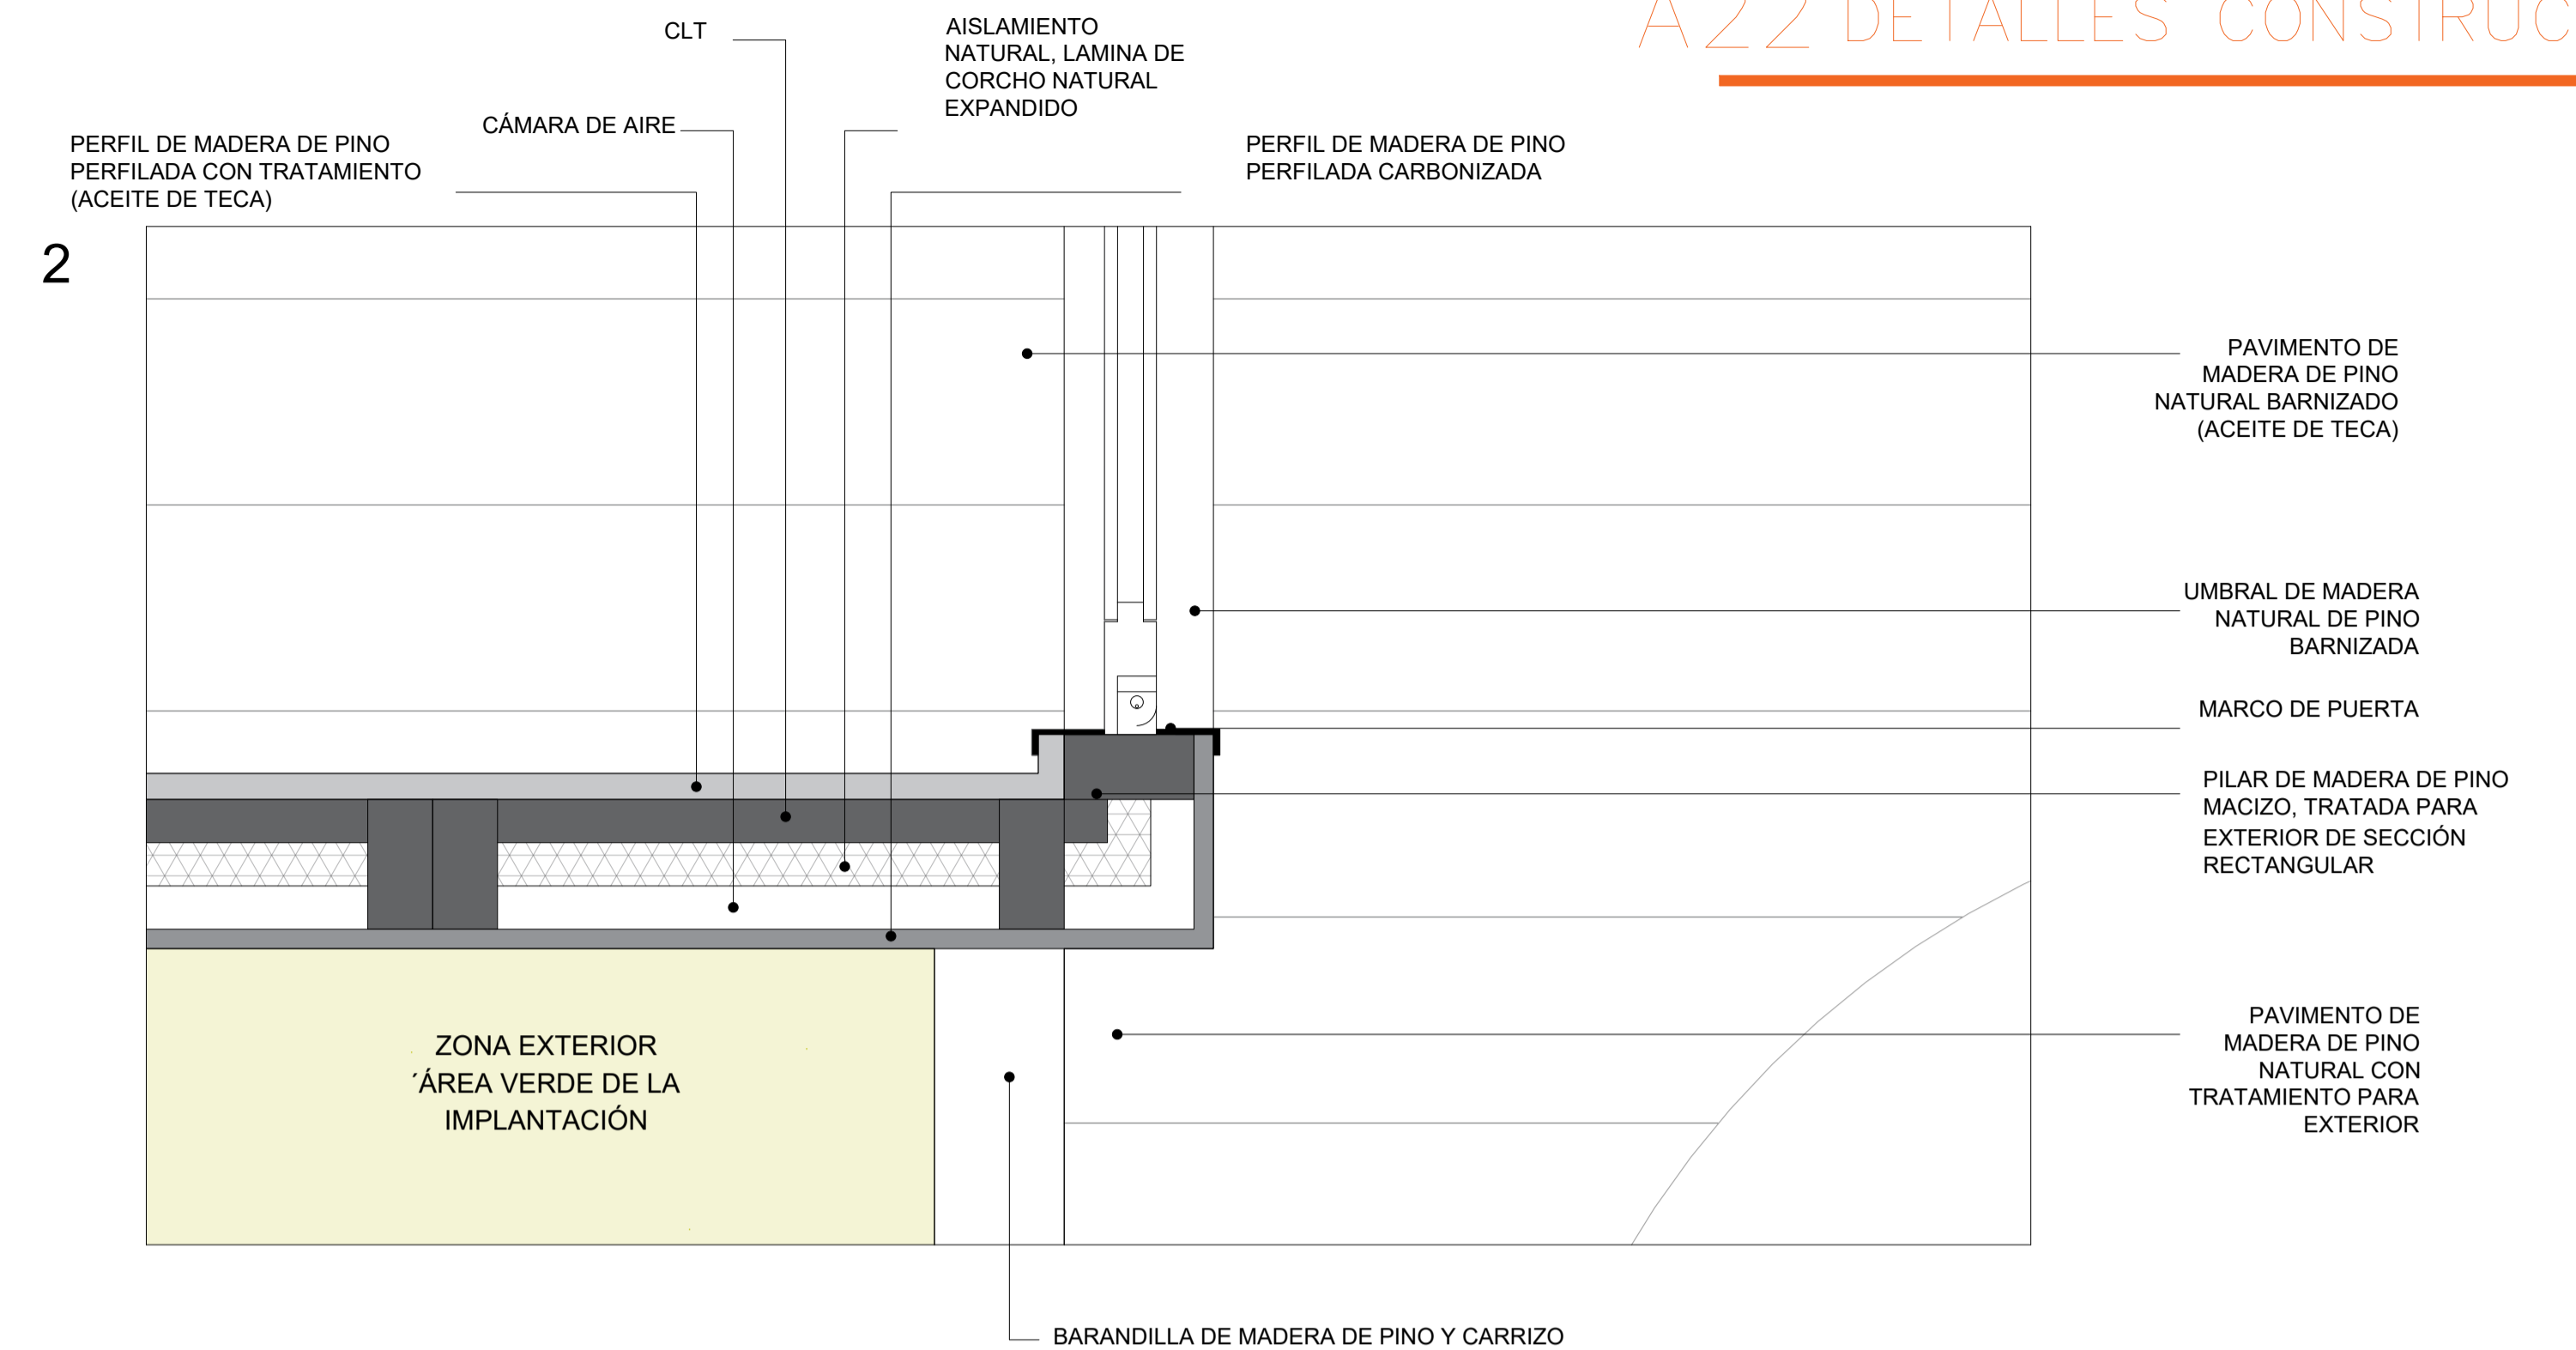 A22 DETALLES CONSTRUC
CLT
AISLAMIENTO
NATURAL, LAMINA DE
CORCHO NATURAL
EXPANDIDO
CÁMARA DE AIRE
PERFIL DE MADERA DE PINO
PERFILADA CON TRATAMIENTO
(ACEITE DE TECA)
PERFIL DE MADERA DE PINO
PERFILADA CARBONIZADA
2
PAVIMENTO DE
MADERA DE PINO
NATURAL BARNIZADO
(ACEITE DE TECA)
UMBRAL DE MADERA
NATURAL DE PINO
BARNIZADA
MARCO DE PUERTA
PILAR DE MADERA DE PINO
MACIZO, TRATADA PARA
EXTERIOR DE SECCIÓN
RECTANGULAR
ZONA EXTERIOR
´ÁREA VERDE DE LA
IMPLANTACIÓN
PAVIMENTO DE
MADERA DE PINO
NATURAL CON
TRATAMIENTO PARA
EXTERIOR
BARANDILLA DE MADERA DE PINO Y CARRIZO